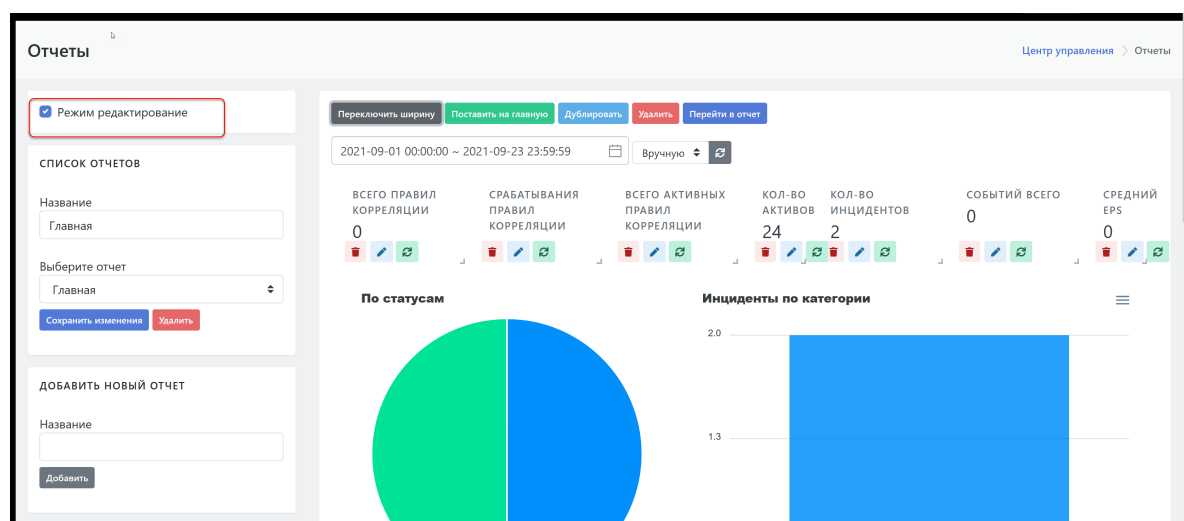 Отчеты
Центр управления > Отчеты
Режим редактирование
СПИСОК ОТЧЕТОВ
Название
Главная
Выберите отчет
Главная
Сохранить изменения Удалить
ДОБАВИТЬ НОВЫЙ ОТЧЕТ
Название
Добавить
Переключить ширину Поставить на главную Дублировать Удалить Перейти в отчет
2021-09-01 00:00:00 ~ 2021-09-23 23:59:59 Вручную
ВСЕГО ПРАВИЛ
КОРРЕЛЯЦИИ
0
СРАБАТЫВАНИЯ
ПРАВИЛ
КОРРЕЛЯЦИИ
ВСЕГО АКТИВНЫХ
ПРАВИЛ
КОРРЕЛЯЦИИ
КОЛ-ВО
АКТИВОВ
24
КОЛ-ВО
ИНЦИДЕНТОВ
2
СОБЫТИЙ ВСЕГО
0
СРЕДНИЙ
EPS
0
По статусам
Инциденты по категории
2.0
1.3